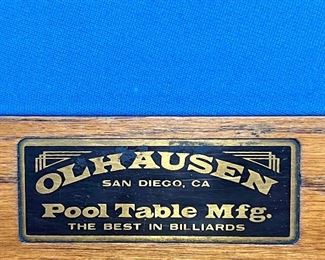 OLHAUSEN
SAN DIEGO, CA
Pool Table Mfg.
THE BEST IN BILLIARDS